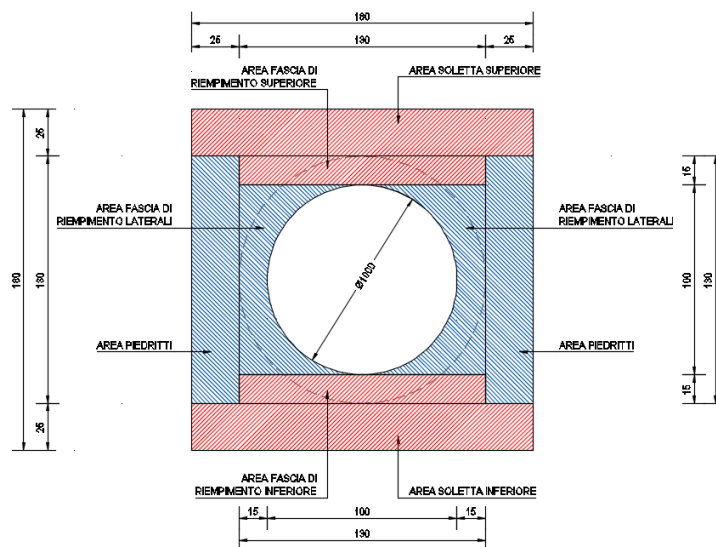 180
25
130
25
AREA FASCIA DI
RIEMPIMENTO SUPERIORE
AREA SOLETTA SUPERIORE
25
15
AREA FASCIA DI
RIEMPIMENTO LATERALI
AREA FASCIA DI
RIEMPIMENTO LATERALI
180
130
Ø1000
100
130
AREA PIEDRITTI
AREA PIEDRITTI
15
25
AREA FASCIA DI
RIEMPIMENTO INFERIORE
AREA SOLETTA INFERIORE
15
100
15
130